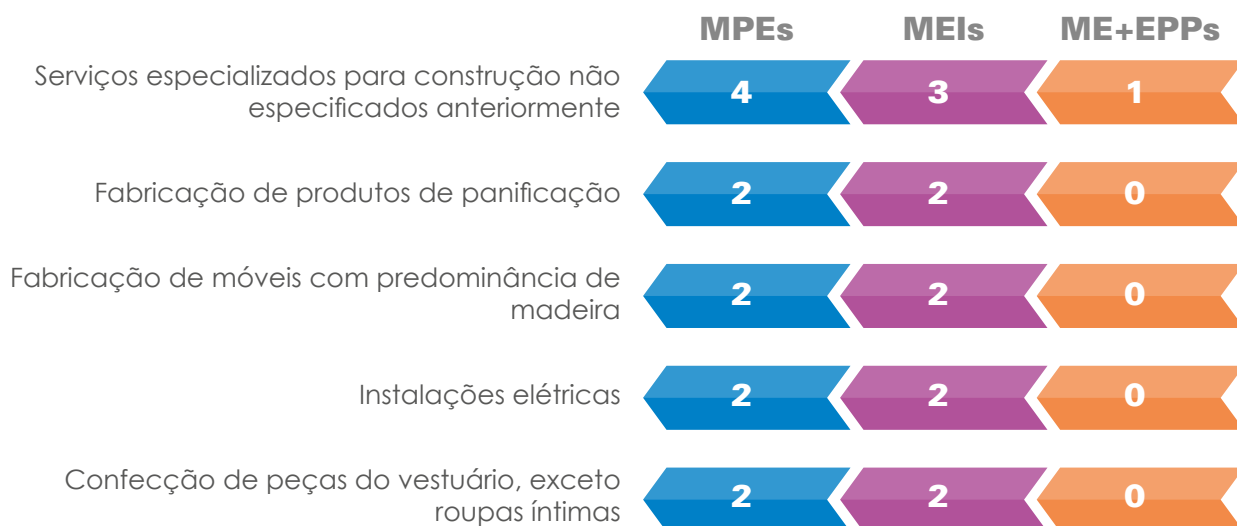 MPEs MEIs ME+EPPs
Serviços especializados para construção não
especificados anteriormente
4 3 1
Fabricação de produtos de panificação
2 2 0
Fabricação de móveis com predominância de
madeira
2 2 0
Instalações elétricas
2 2 0
Confecção de peças do vestuário, exceto
roupas íntimas
2 2 0